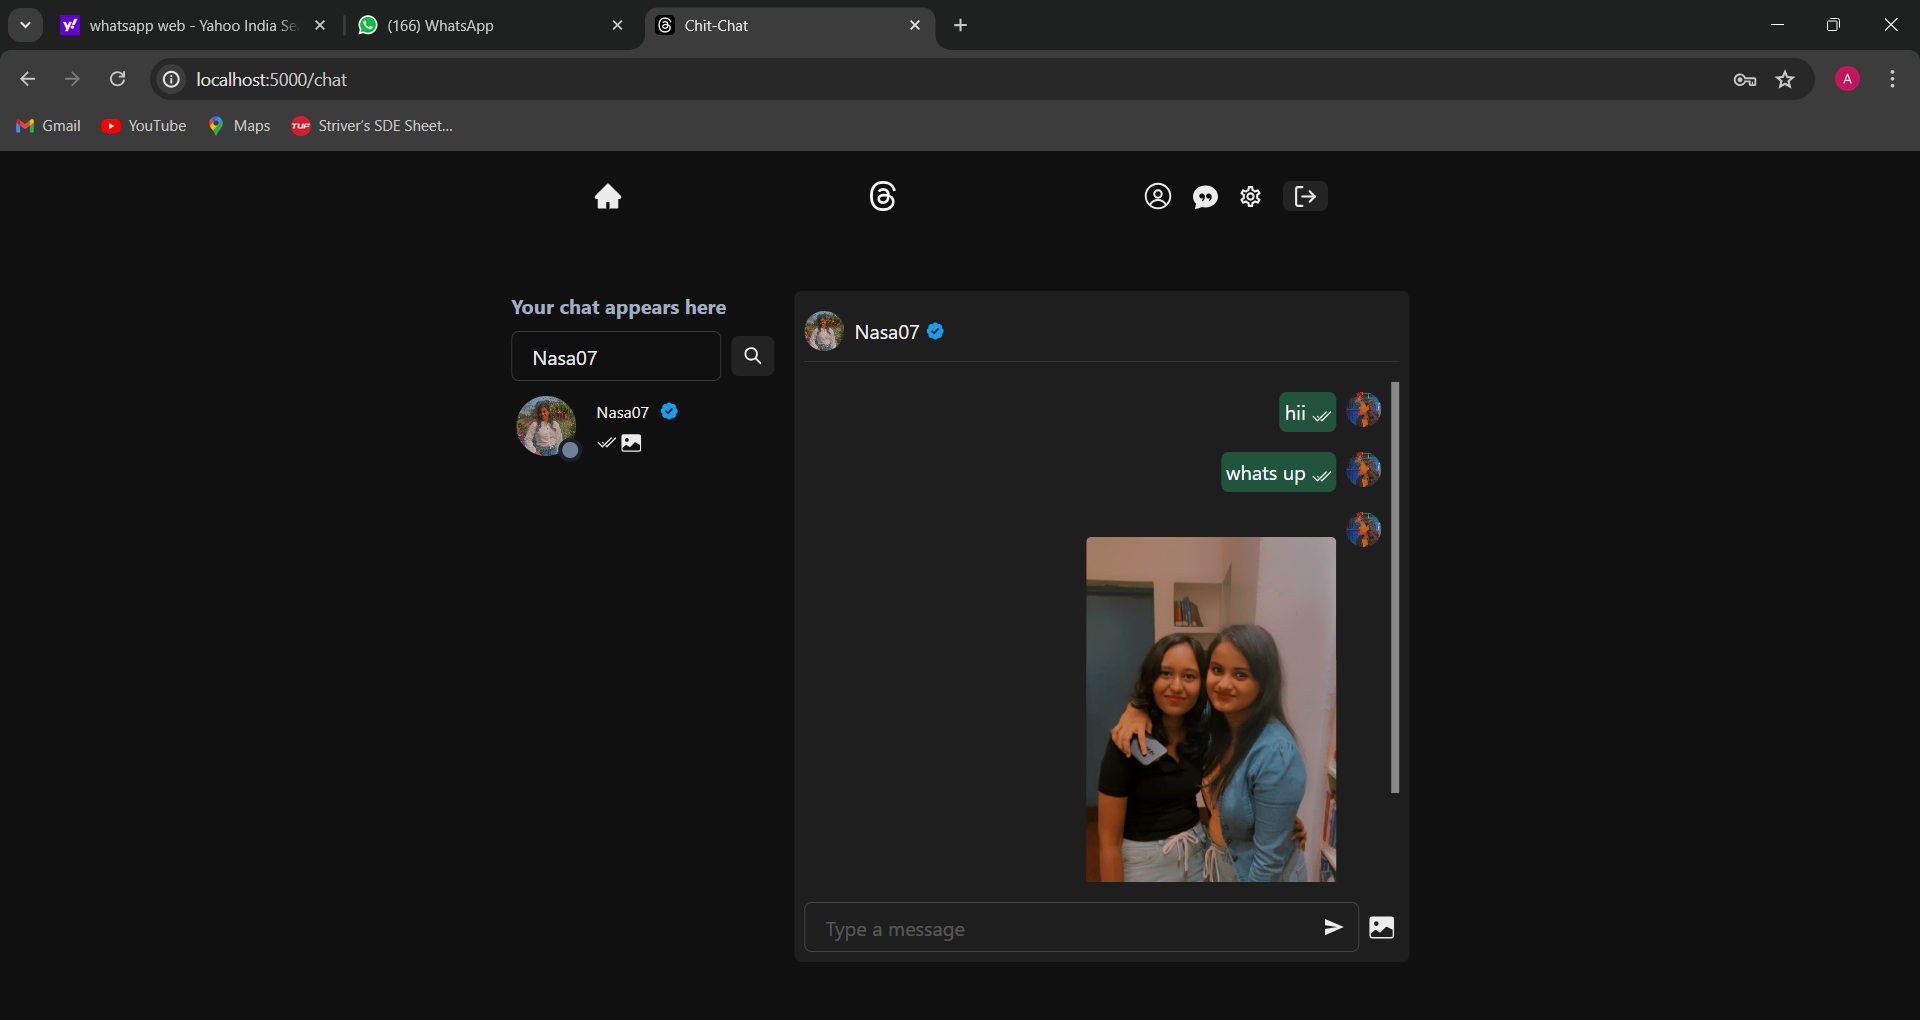 whatsapp web - Yahoo India Se
(166) WhatsApp
Chit-Chat
localhost:5000/chat
A
Gmail
YouTube
Maps
TUF
Striver's SDE Sheet...
Your chat appears here
Nasa07
Nasa07
Nasa07
hii
whats up
Type a message